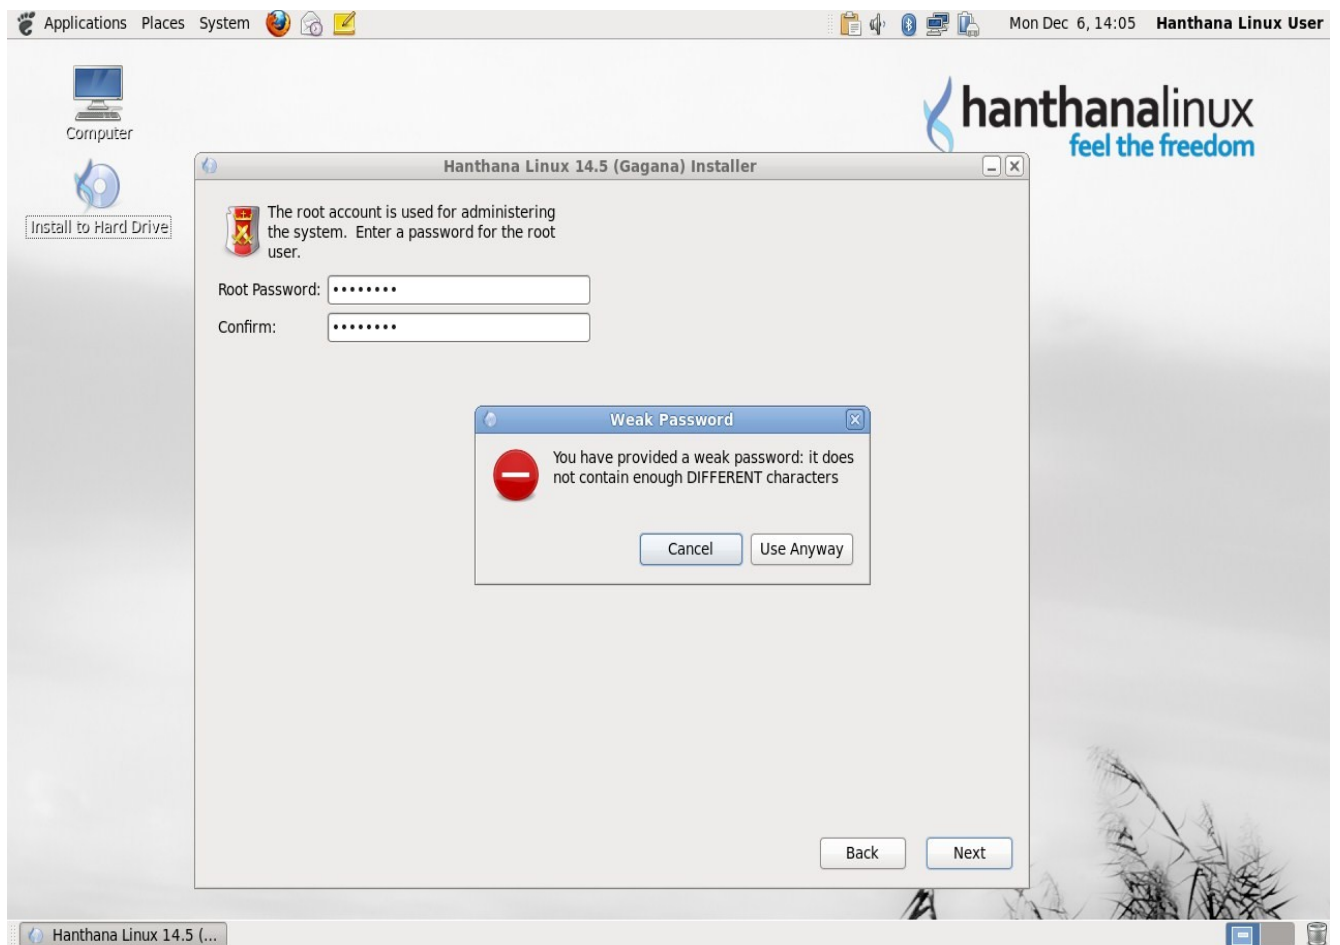 Applications Places System Mon Dec 6, 14:05 Hanthana Linux User
Computer
hanthanalinux
feel the freedom
Install to Hard Drive
Hanthana Linux 14.5 (Gagana) Installer
The root account is used for administering
the system. Enter a password for the root
user.
Root Password: ••••••••
Confirm: ••••••••
Weak Password
You have provided a weak password: it does
not contain enough DIFFERENT characters
Cancel Use Anyway
Back Next
Hanthana Linux 14.5 (...